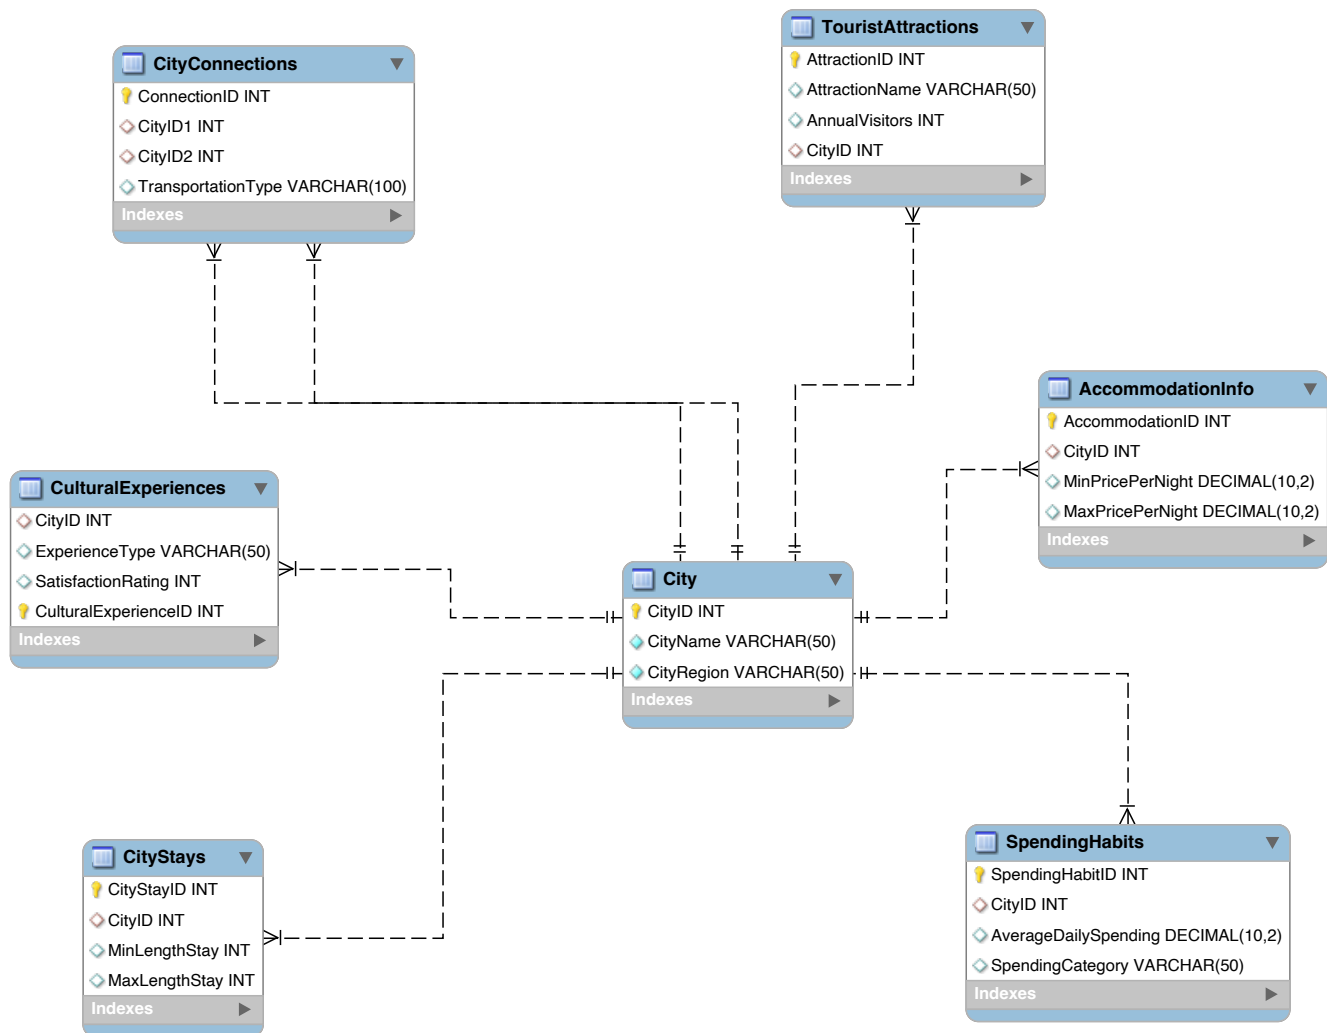 CityConnections
ConnectionID INT
CityID1 INT
CityID2 INT
TransportationType VARCHAR(100)
Indexes
TouristAttractions
AttractionID INT
AttractionName VARCHAR(50)
AnnualVisitors INT
CityID INT
Indexes
AccommodationInfo
AccommodationID INT
CityID INT
MinPricePerNight DECIMAL(10,2)
MaxPricePerNight DECIMAL(10,2)
Indexes
CulturalExperiences
CityID INT
ExperienceType VARCHAR(50)
SatisfactionRating INT
CulturalExperienceID INT
Indexes
City
CityID INT
CityName VARCHAR(50)
CityRegion VARCHAR(50)
Indexes
CityStays
CityStayID INT
CityID INT
MinLengthStay INT
MaxLengthStay INT
Indexes
SpendingHabits
SpendingHabitID INT
CityID INT
AverageDailySpending DECIMAL(10,2)
SpendingCategory VARCHAR(50)
Indexes